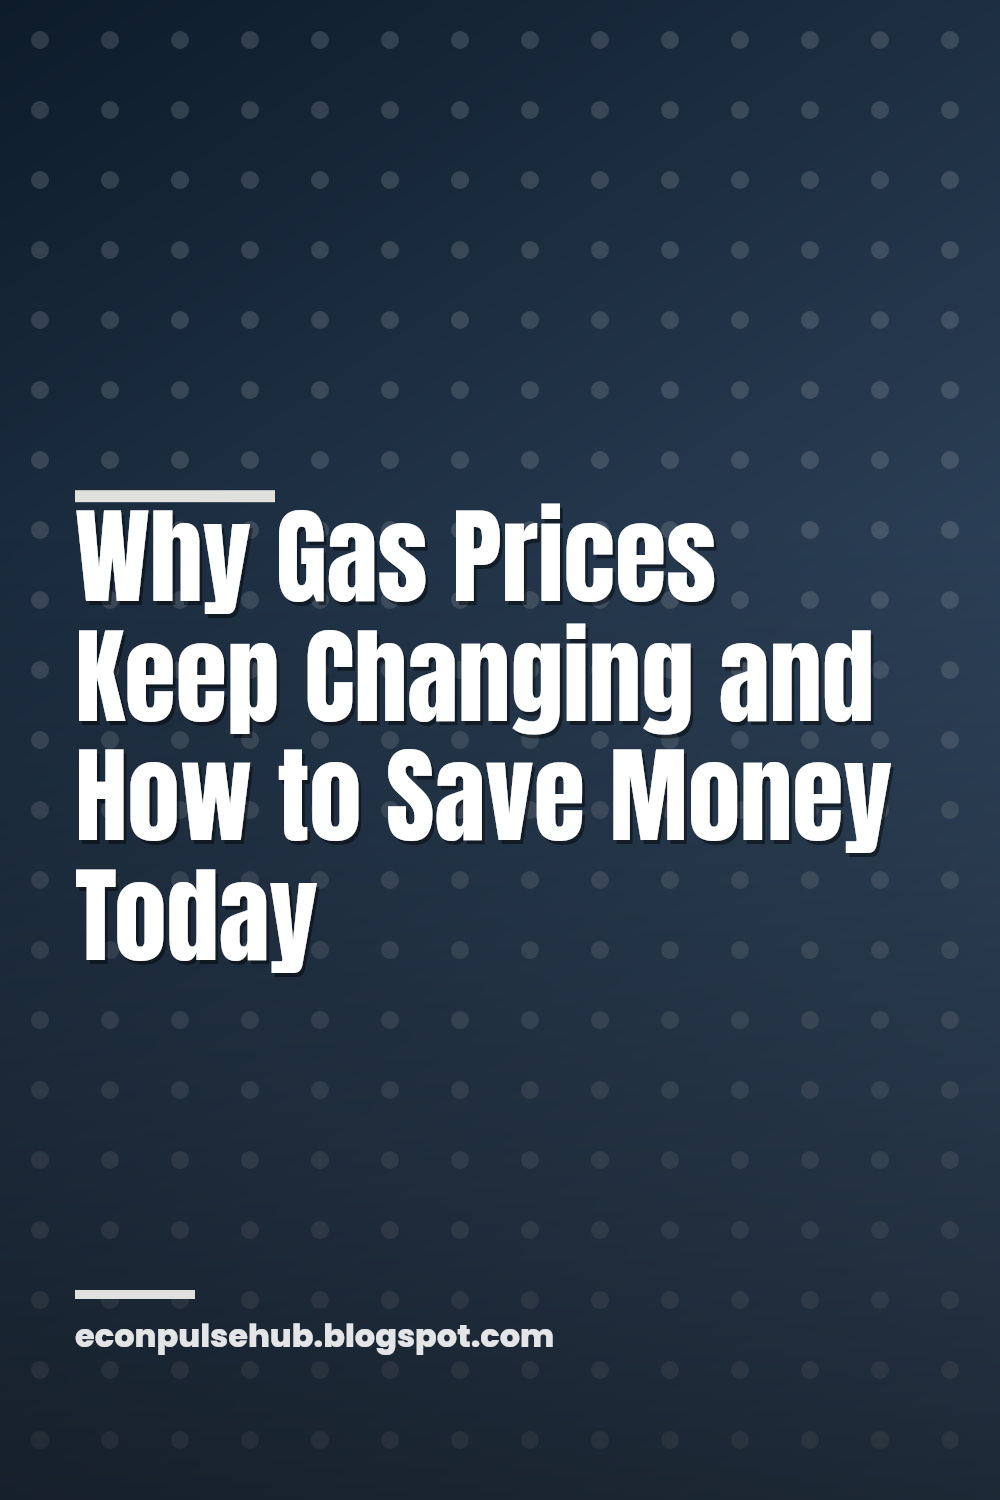 Why Gas Prices
Keep Changing and
How to Save Money
Today
econpulsehub.blogspot.com